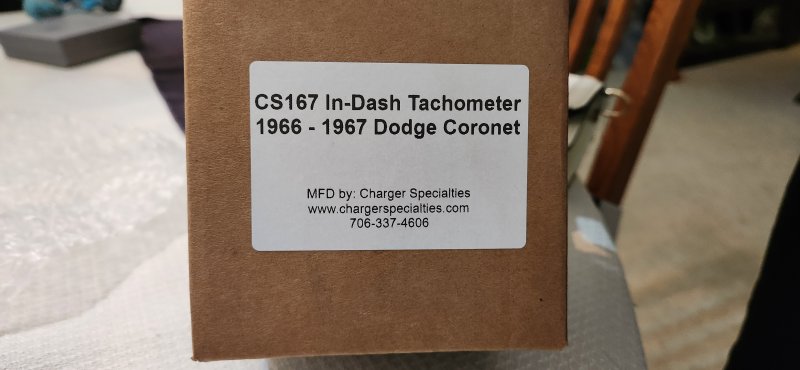 CS167 In-Dash Tachometer
1966 - 1967 Dodge Coronet
MFD by: Charger Specialties
www.chargerspecialties.com
706-337-4606